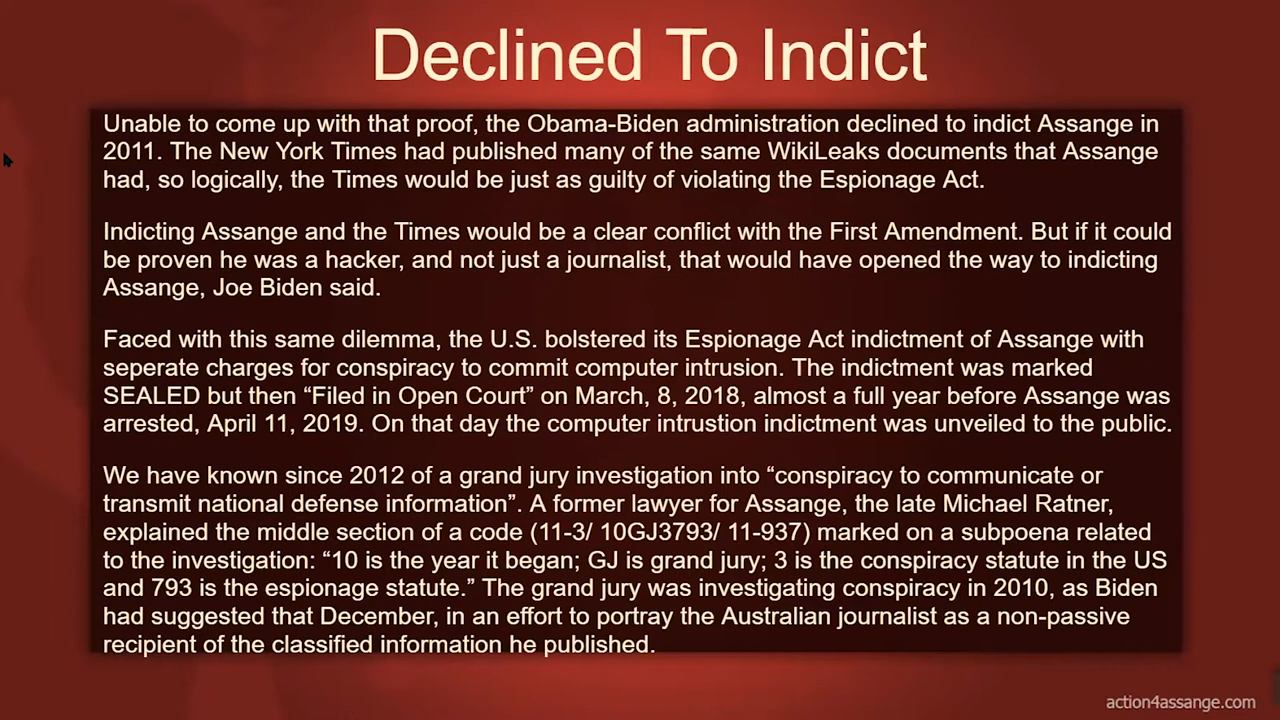 Declined To Indict
Unable to come up with that proof, the Obama-Biden administration declined to indict Assange in
2011. The New York Times had published many of the same WikiLeaks documents that Assange
had, so logically, the Times would be just as guilty of violating the Espionage Act.
Indicting Assange and the Times would be a clear conflict with the First Amendment. But if it could
be proven he was a hacker, and not just a journalist, that would have opened the way to indicting
Assange, Joe Biden said.
Faced with this same dilemma, the U.S. bolstered its Espionage Act indictment of Assange with
seperate charges for conspiracy to commit computer intrusion. The indictment was marked
SEALED but then “Filed in Open Court” on March, 8, 2018, almost a full year before Assange was
arrested, April 11, 2019. On that day the computer intrustion indictment was unveiled to the public.
We have known since 2012 of a grand jury investigation into “conspiracy to communicate or
transmit national defense information”. A former lawyer for Assange, the late Michael Ratner,
explained the middle section of a code (11-3/ 10GJ3793/ 11-937) marked on a subpoena related
to the investigation: “10 is the year it began; GJ is grand jury; 3 is the conspiracy statute in the US
and 793 is the espionage statute.” The grand jury was investigating conspiracy in 2010, as Biden
had suggested that December, in an effort to portray the Australian journalist as a non-passive
recipient of the classified information he published.
action4assange.com